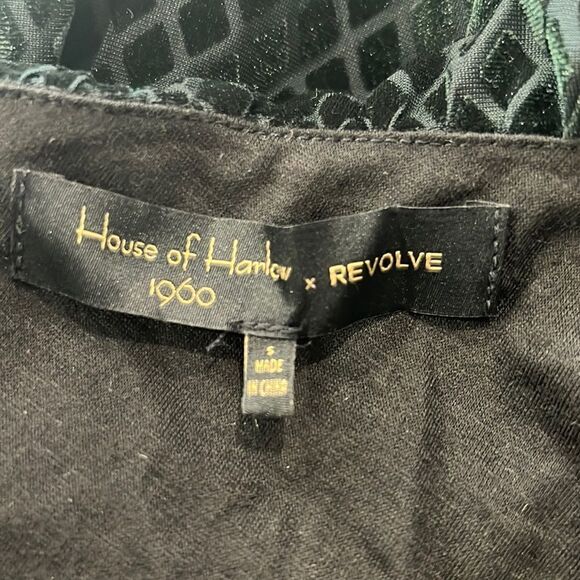 House of Harlow × REVOLVE
1960
S
MADE
IN CHINA